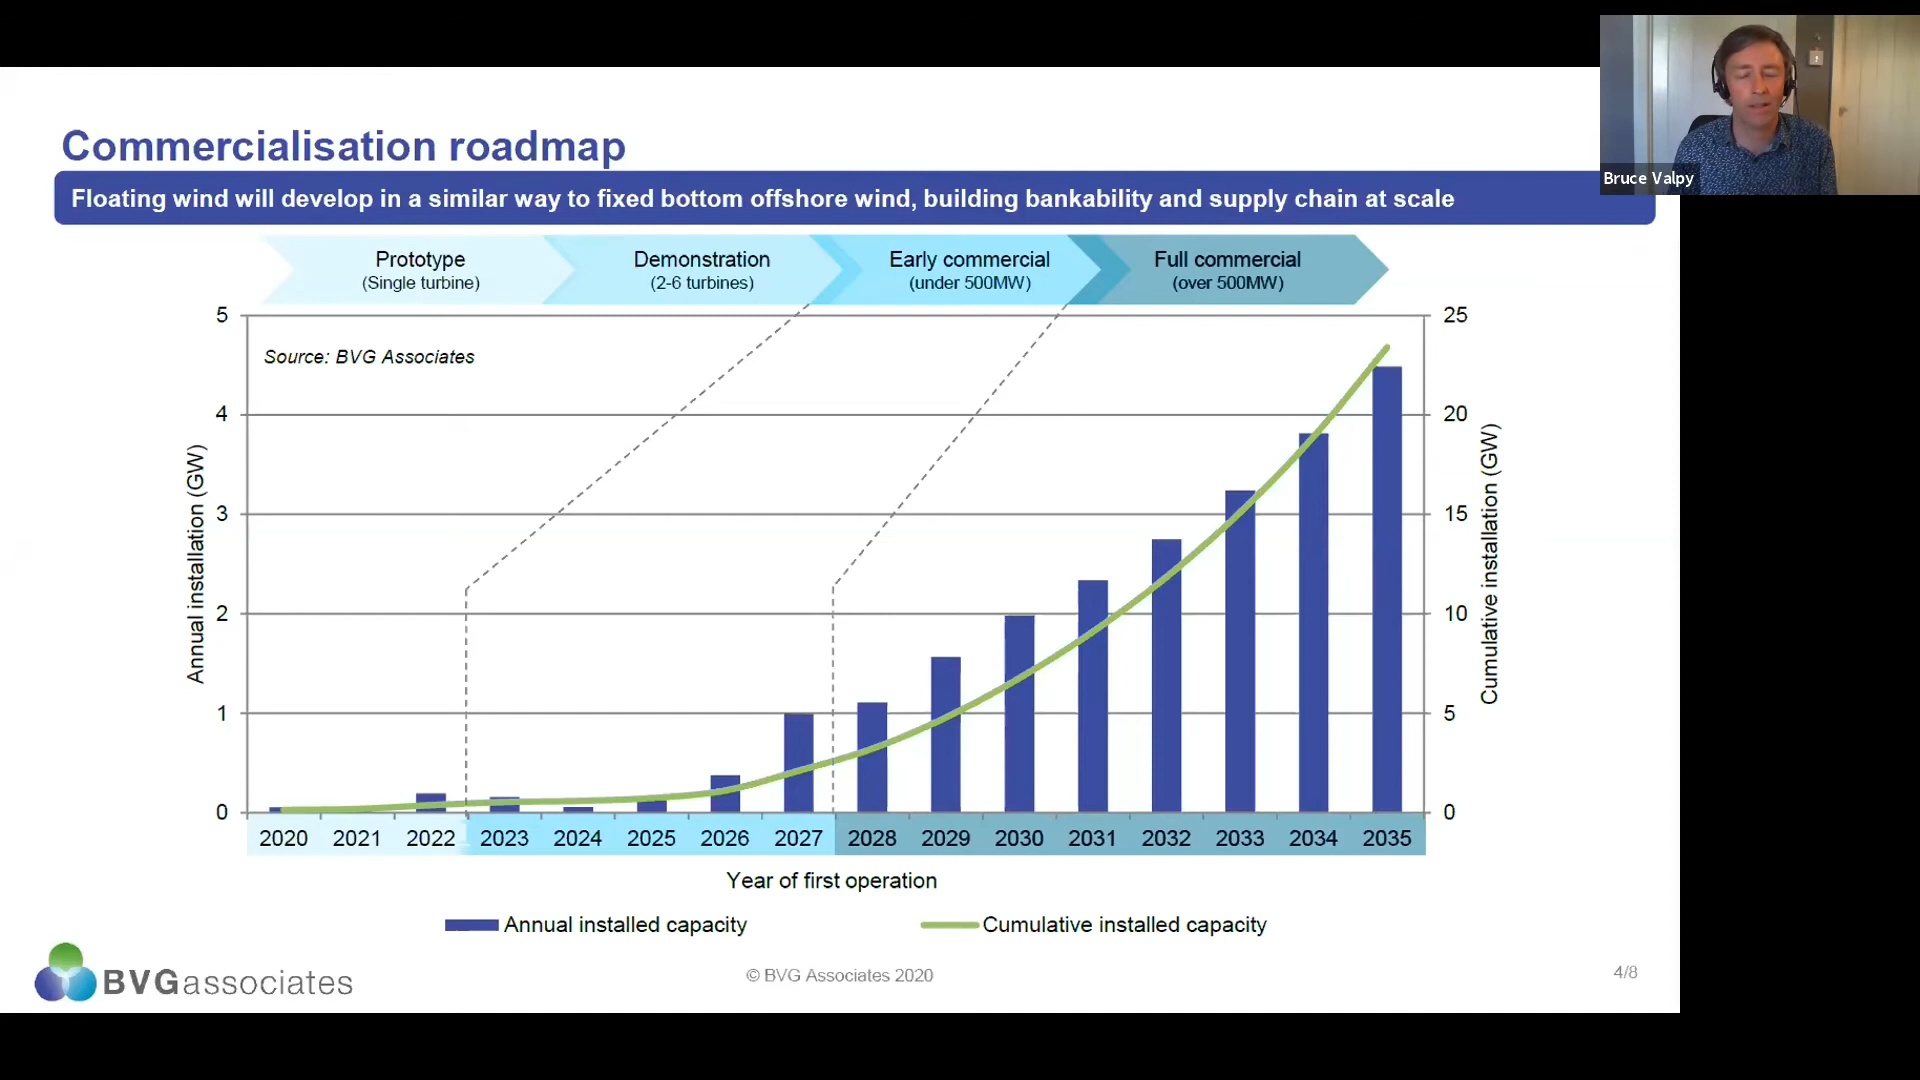 Bruce Valpy
Commercialisation roadmap
Floating wind will develop in a similar way to fixed bottom offshore wind, building bankability and supply chain at scale
Prototype
(Single turbine)
Demonstration
(2-6 turbines)
Early commercial
(under 500MW)
Full commercial
(over 500MW)
Source: BVG Associates
Annual installation (GW)
5
4
3
2
1
0
25
20
15
10
5
0
Cumulative installation (GW)
2020 2021 2022 2023 2024 2025 2026 2027 2028 2029 2030 2031 2032 2033 2034 2035
Year of first operation
Annual installed capacity
Cumulative installed capacity
BVGassociates
© BVG Associates 2020
4/8